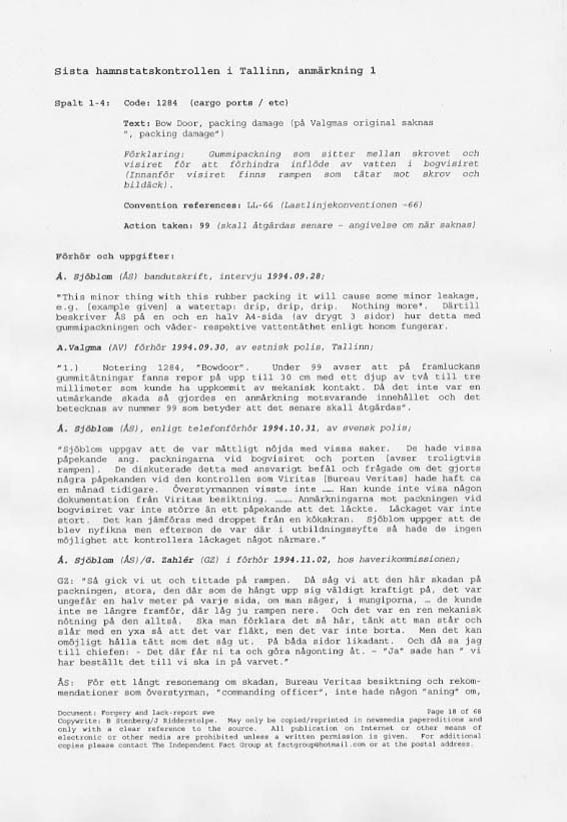 Sista hamnstatskontrollen i Tallinn, anmärkning 1
Spalt 1-4: Code: 1284 (cargo ports / etc)
Text: Bow Door, packing damage (på Valgmas original saknas
", packing damage")
Förklaring: Gummipackning som sitter mellan skrovet och
visiret för att förhindra inflöde av vatten i bogvisiret
(Innanför visiret finns rampen som tätar mot skrov och
bildäck).
Convention references: LL-66 (Lastlinjekonventionen -66)
Action taken: 99 (skall åtgärdas senare - angivelse om när saknas)
Förhör och uppgifter:
Å. Sjöblom (ÅS) bandutskrift, intervju 1994.09.28;
"This minor thing with this rubber packing it will cause some minor leakage,
e.g. [example given] a watertap: drip, drip, drip. Nothing more". Därtill
beskriver ÅS på en och en halv A4-sida (av drygt 3 sidor) hur detta med
gummipackningen och väder- respektive vattentäthet enligt honom fungerar.
A.Valgma (AV) förhör 1994.09.30, av estnisk polis, Tallinn;
"1.) Notering 1284, "Bowdoor". Under 99 avser att på framluckans
gummitätningar fanns repor på upp till 30 cm med ett djup av två till tre
millimeter som kunde ha uppkommit av mekanisk kontakt. Då det inte var en
utmärkande skada så gjordes en anmärkning motsvarande innehållet och det
betecknas av nummer 99 som betyder att det senare skall åtgärdas".
Å. Sjöblom (ÅS), enligt telefonförhör 1994.10.31, av svensk polis;
"Sjöblom uppgav att de var måttligt nöjda med vissa saker. De hade vissa
påpekande ang. packningarna vid bogvisiret och porten [avser troligtvis
rampen]. De diskuterade detta med ansvarigt befäl och frågade om det gjorts
några påpekanden vid den kontrollen som Viritas [Bureau Veritas] hade haft ca
en månad tidigare. Överstyrmannen visste inte …… Han kunde inte visa någon
dokumentation från Viritas besiktning. …… Anmärkningarna mot packningen vid
bogvisiret var inte större än ett påpekande att det läckte. Läckaget var inte
stort. Det kan jämföras med droppet från en kökskran. Sjöblom uppger att de
blev nyfikna men eftersom de var där i utbildningssyfte så hade de ingen
möjlighet att kontrollera läckaget något närmare."
Å. Sjöblom (ÅS)/G. Zahlér (GZ) i förhör 1994.11.02, hos haverikommissionen;
GZ: "Så gick vi ut och tittade på rampen. Då såg vi att den här skadan på
packningen, stora, den där som de hängt upp sig väldigt kraftigt på, det var
ungefär en halv meter på varje sida, om man säger, i mungiporna, … de kunde
inte se längre framför, där låg ju rampen nere. Och det var en ren mekanisk
nötning på den alltså. Ska man förklara det så här, tänk att man står och
slår med en yxa så att det var fläkt, men det var inte borta. Men det kan
omöjligt hålla tätt som det såg ut. På båda sidor likadant. Och då sa jag
till chiefen: - Det där får ni ta och göra någonting åt. - "Ja" sade han " vi
har beställt det till vi ska in på varvet."
ÅS: För ett långt resonemang om skadan, Bureau Veritas besiktning och rekom-
mendationer som överstyrman, "commanding officer", inte hade någon "aning" om,
Document: Forgery and lack-report swe Page 18 of 68
Copywrite: B Stenberg/J Ridderstolpe. May only be copied/reprinted in newsmedia papereditions and
only with a clear reference to the source. All publication on Internet or other means of
electronic or other media are prohibited unless a written permission is given. For additional
copies please contact The Independent Fact Group at factgroup@hotmail.com or at the postal address.